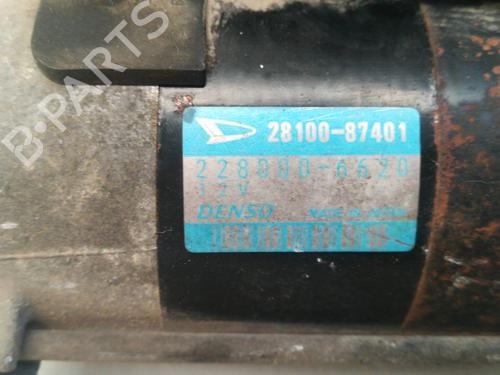 B-PARTS
28100-87401
228000-6620
12V
DENSO MADE IN JAPAN